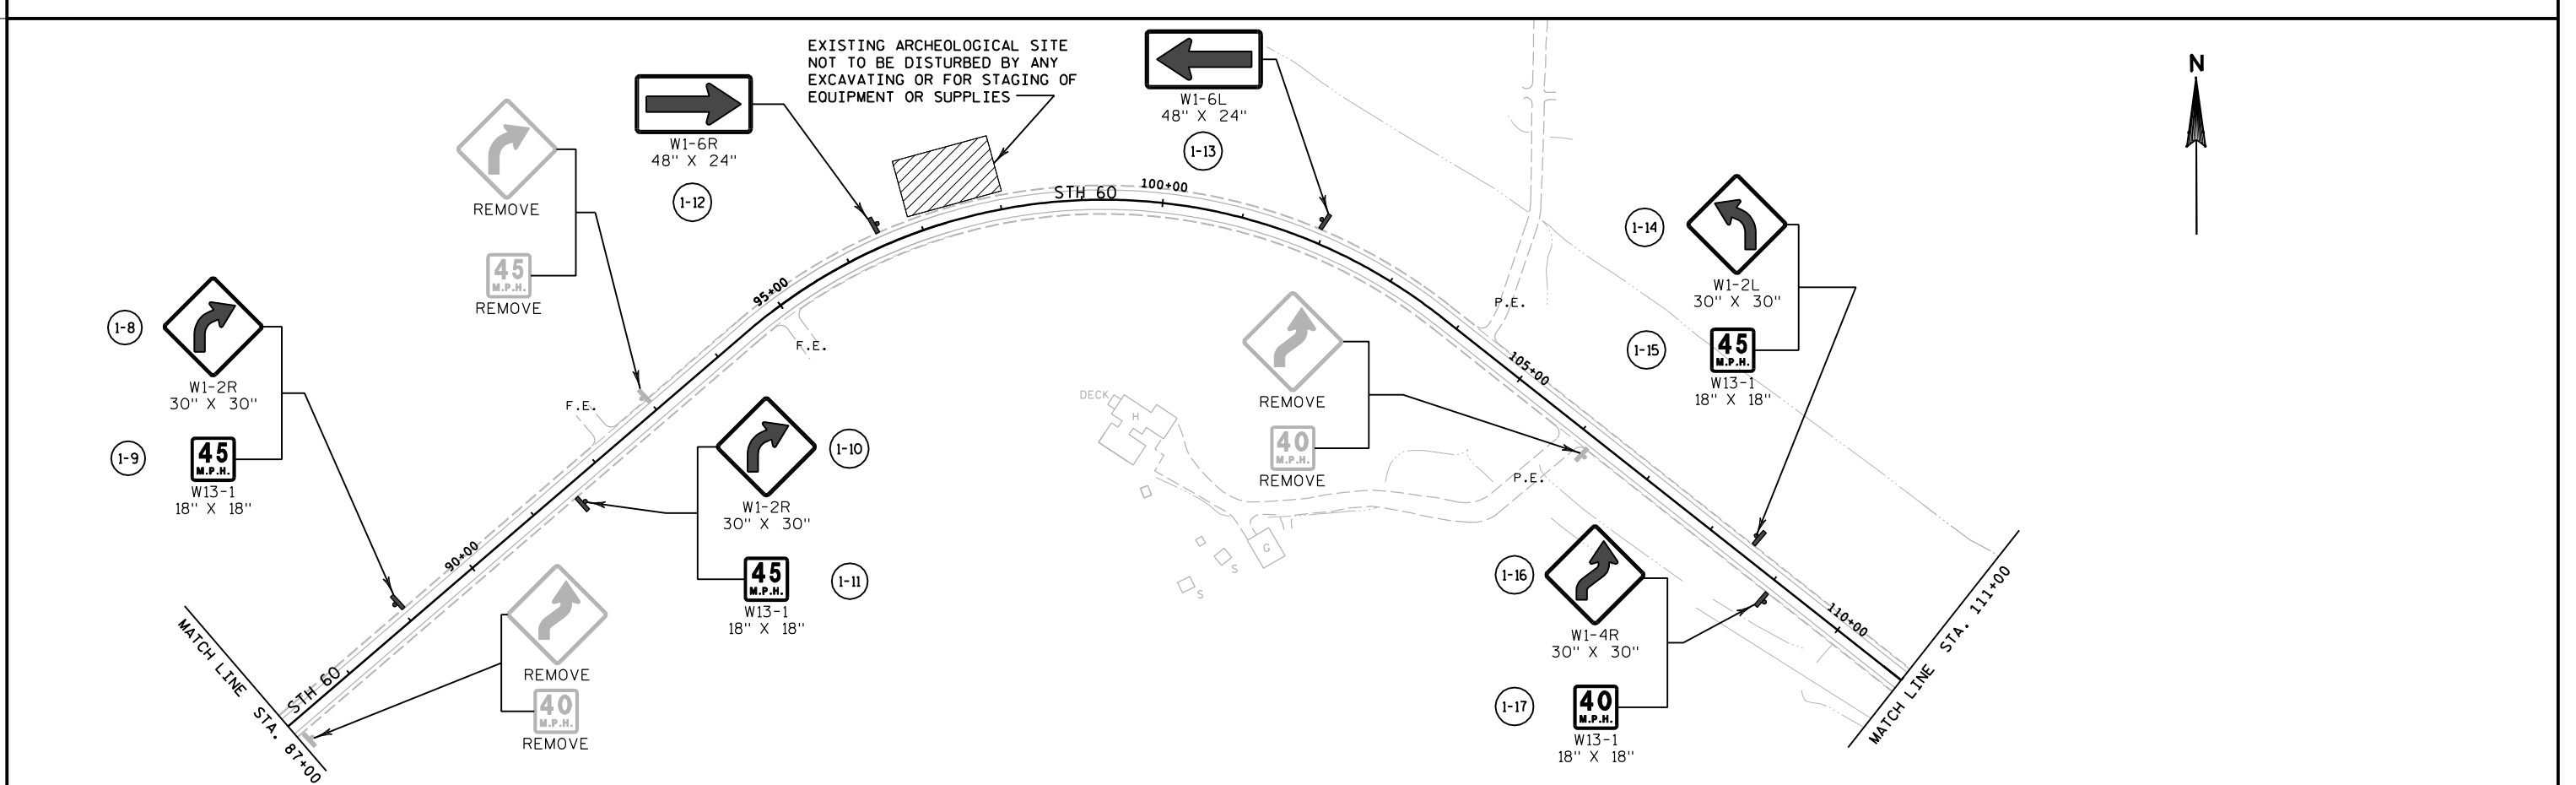 EXISTING ARCHEOLOGICAL SITE
NOT TO BE DISTURBED BY ANY
EXCAVATING OR FOR STAGING OF
EQUIPMENT OR SUPPLIES
N
W1-6R
48" X 24"
1-12
W1-6L
48" X 24"
1-13
REMOVE
45
M.P.H.
REMOVE
STH 60
100+00
95+00
F.E.
F.E.
1-8
W1-2R
30" X 30"
1-9
45
M.P.H.
W13-1
18" X 18"
1-10
W1-2R
30" X 30"
45
M.P.H.
1-11
W13-1
18" X 18"
90+00
REMOVE
40
M.P.H.
REMOVE
STH 60
MATCH LINE STA. 87+00
DECK
H
G
S
S
REMOVE
40
M.P.H.
REMOVE
P.E.
105+00
P.E.
1-14
W1-2L
30" X 30"
1-15
45
M.P.H.
W13-1
18" X 18"
1-16
W1-4R
30" X 30"
1-17
40
M.P.H.
W13-1
18" X 18"
110+00
MATCH LINE STA. 111+00